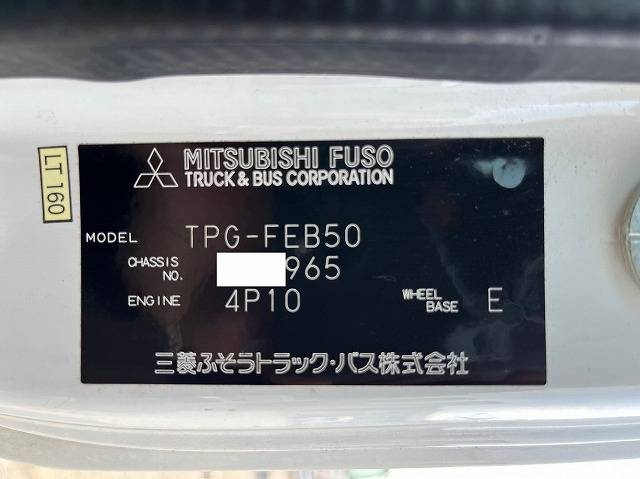 MITSUBISHI FUSO
TRUCK & BUS CORPORATION
LT 160
MODEL TPG-FEB50
CHASSIS NO. 965
ENGINE 4P10 WHEEL BASE E
三菱ふそうトラック・バス株式会社